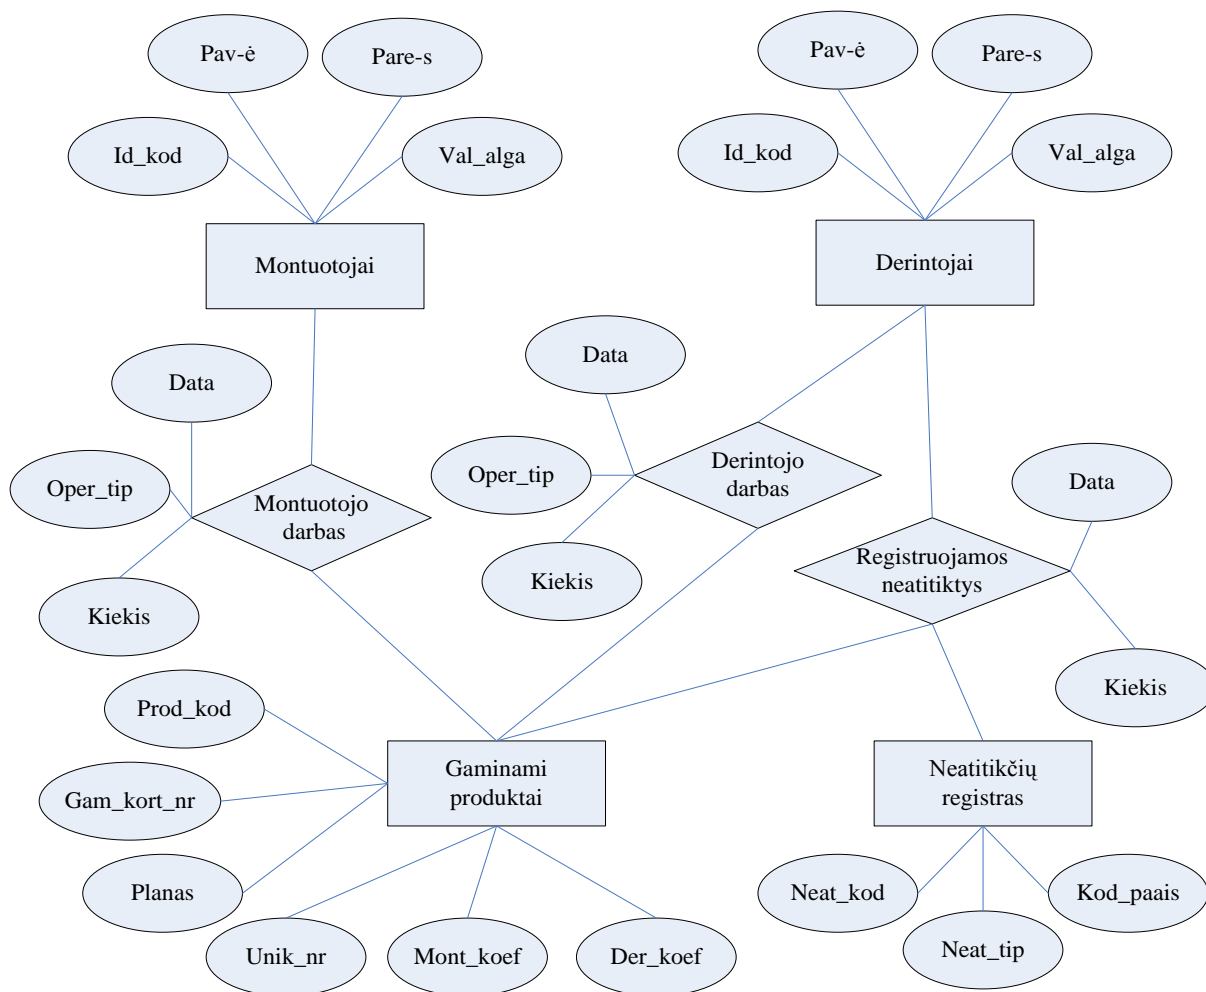 Pav-ė
Pare-s
Id_kod
Val_alga
Montuotojai
Pav-ė
Pare-s
Id_kod
Val_alga
Derintojai
Data
Oper_tip
Kiekis
Montuotojo
darbas
Data
Oper_tip
Kiekis
Derintojo
darbas
Registruojamos
neatitiktys
Data
Kiekis
Prod_kod
Gam_kort_nr
Planas
Gaminami
produktai
Unik_nr
Mont_koef
Der_koef
Neatitikčių
registras
Neat_kod
Neat_tip
Kod_paais